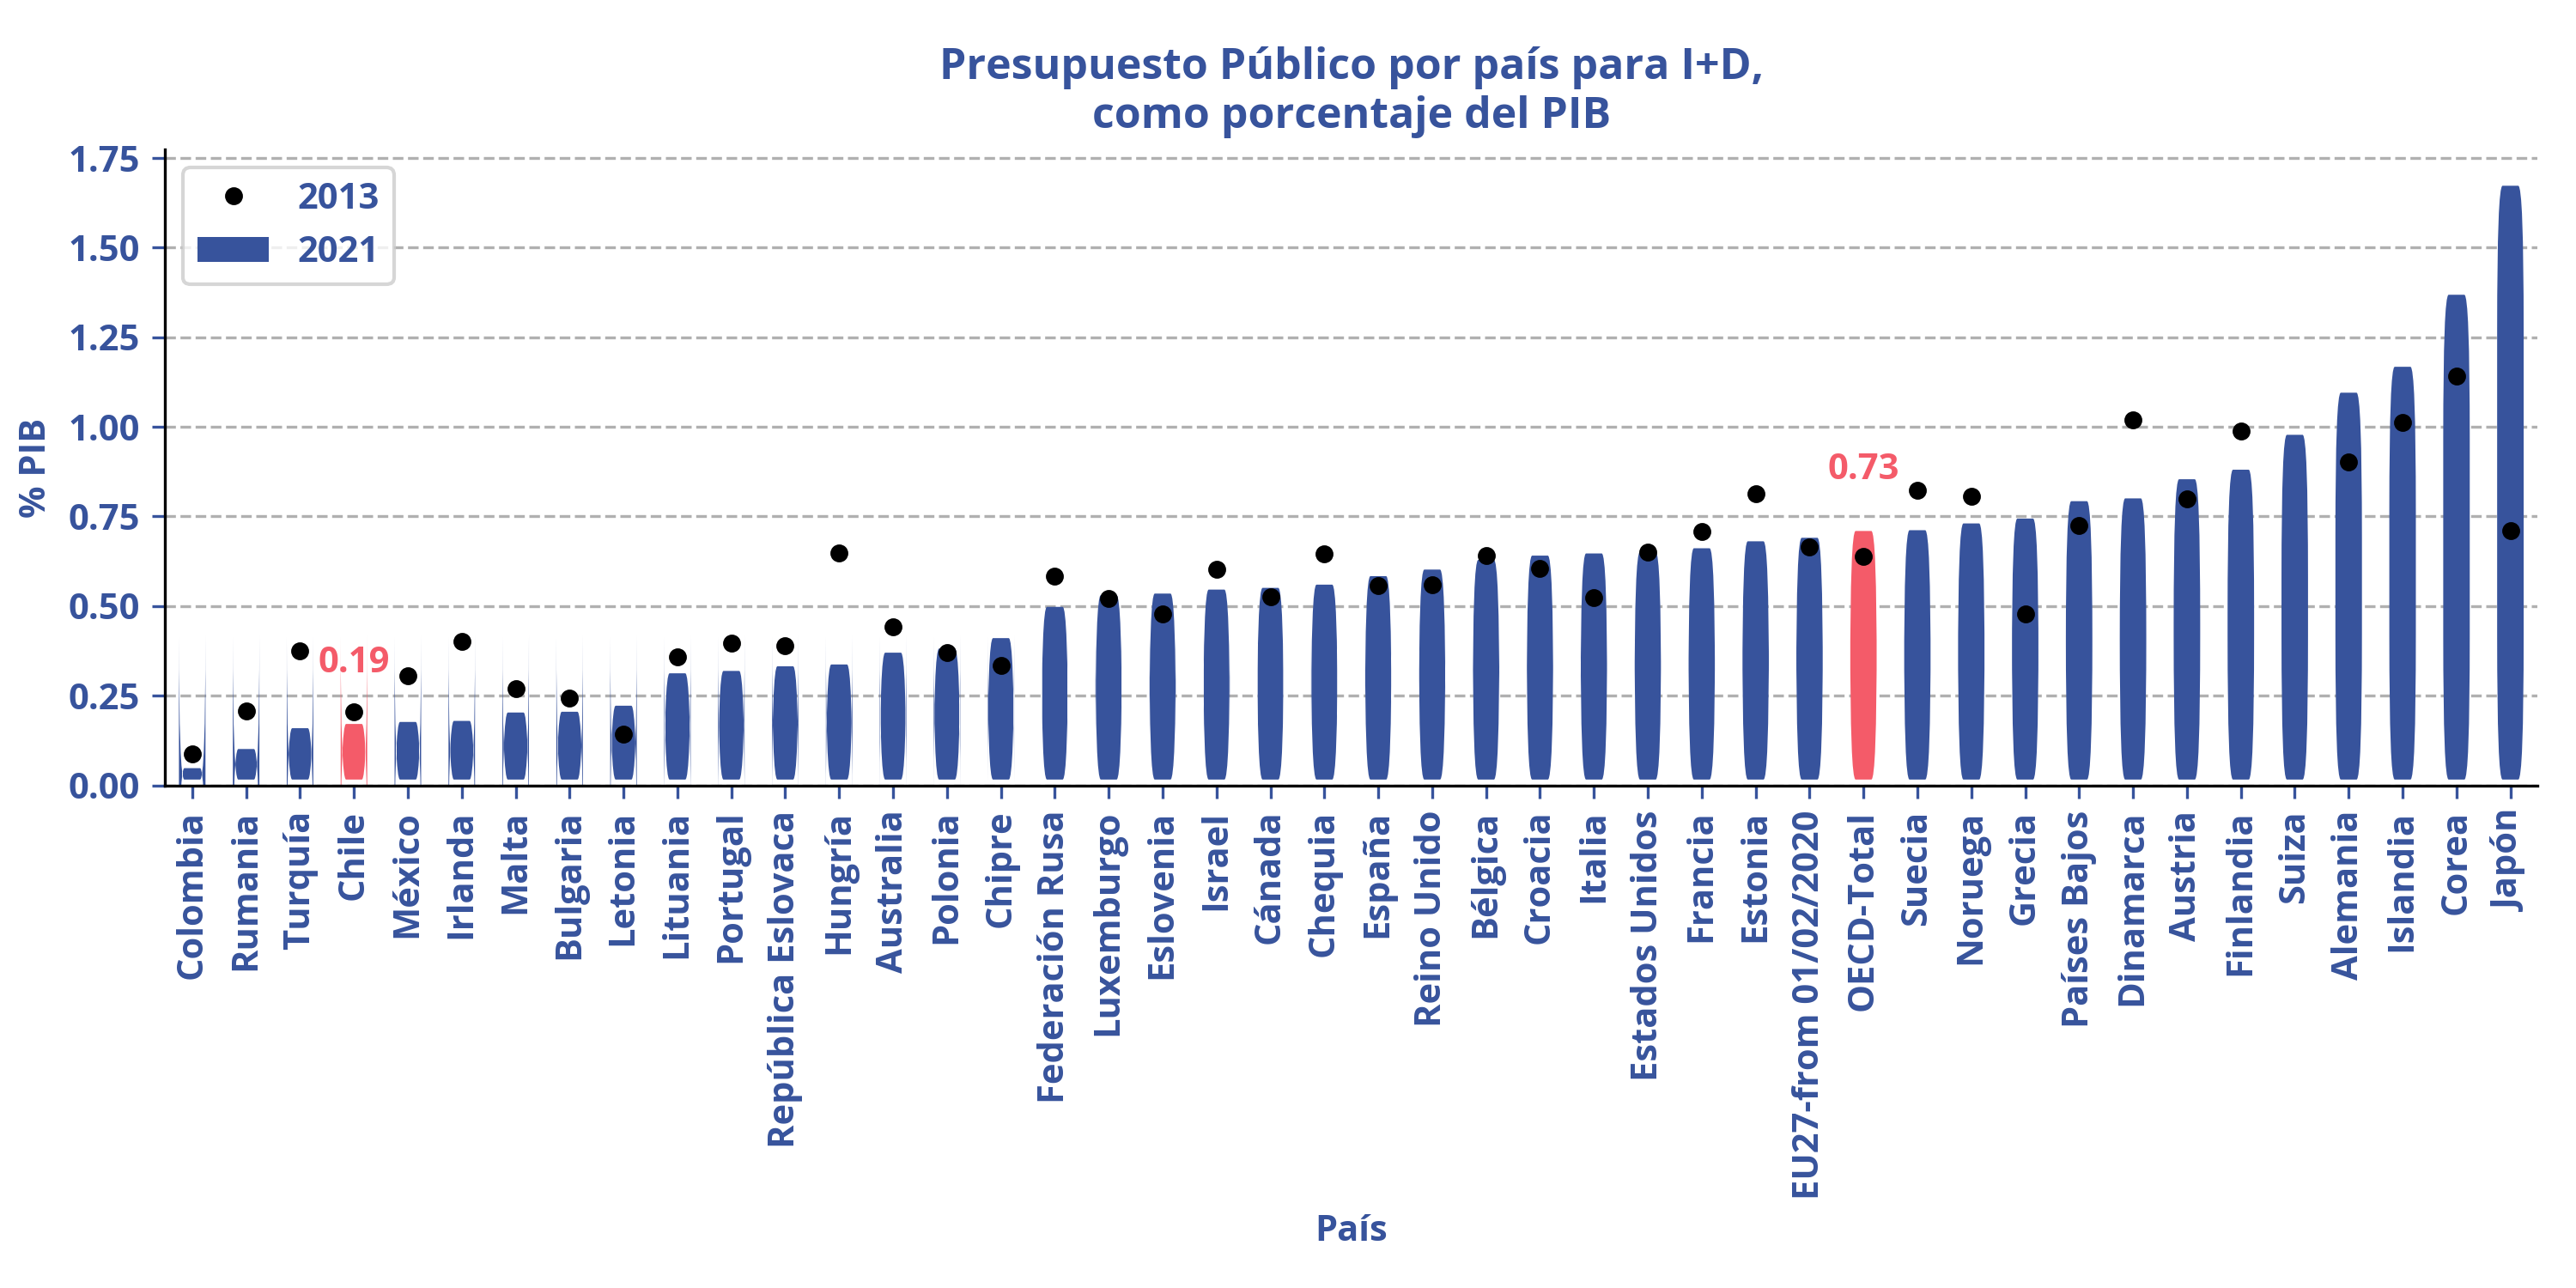 Presupuesto Público por país para I+D,
como porcentaje del PIB
2013
2021
% PIB
1.75
1.50
1.25
1.00
0.75
0.50
0.25
0.00
0.19
0.73
Colombia
Rumania
Turquía
Chile
México
Irlanda
Malta
Bulgaria
Letonia
Lituania
Portugal
República Eslovaca
Hungría
Australia
Polonia
Chipre
Federación Rusa
Luxemburgo
Eslovenia
Israel
Cánada
Chequia
España
Reino Unido
Bélgica
Croacia
Italia
Estados Unidos
Francia
Estonia
EU27-from 01/02/2020
OECD-Total
Suecia
Noruega
Grecia
Países Bajos
Dinamarca
Austria
Finlandia
Suiza
Alemania
Islandia
Corea
Japón
País